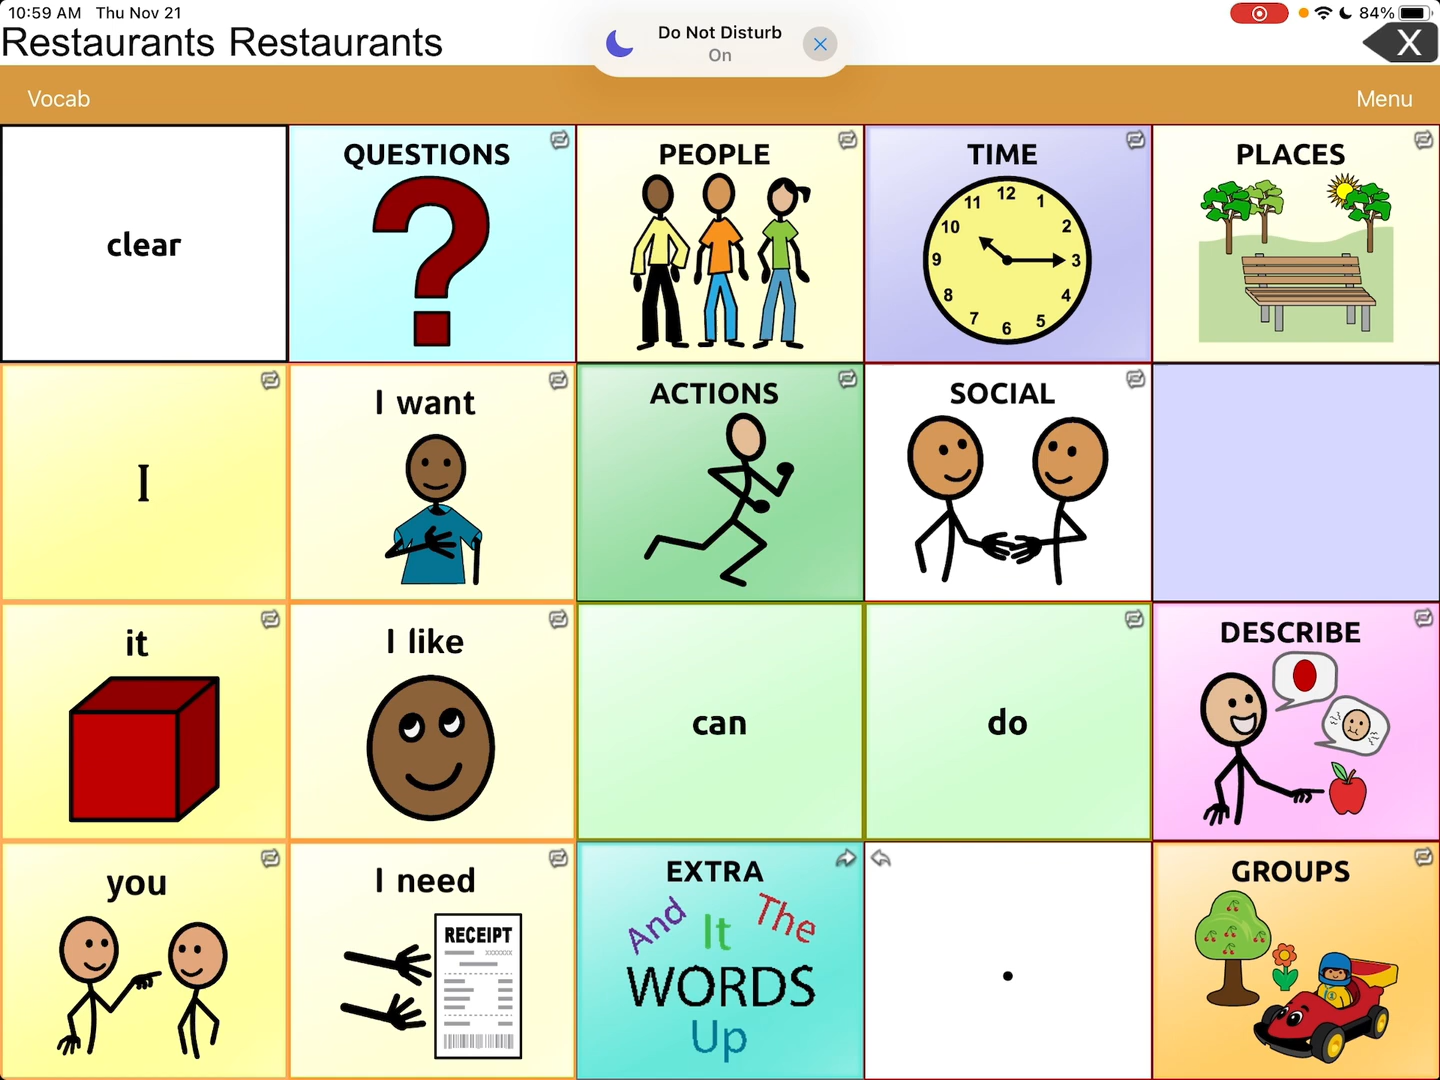 10:59 AM Thu Nov 21
84%
Restaurants Restaurants
Do Not Disturb
On
X
Vocab
Menu
clear
QUESTIONS
?
PEOPLE
TIME
12
1
2
3
4
5
6
7
8
9
10
11
PLACES
I
I want
ACTIONS
SOCIAL
it
I like
can
do
DESCRIBE
you
I need
RECEIPT
XXXXXXX
EXTRA
And It The
WORDS
Up
.
GROUPS